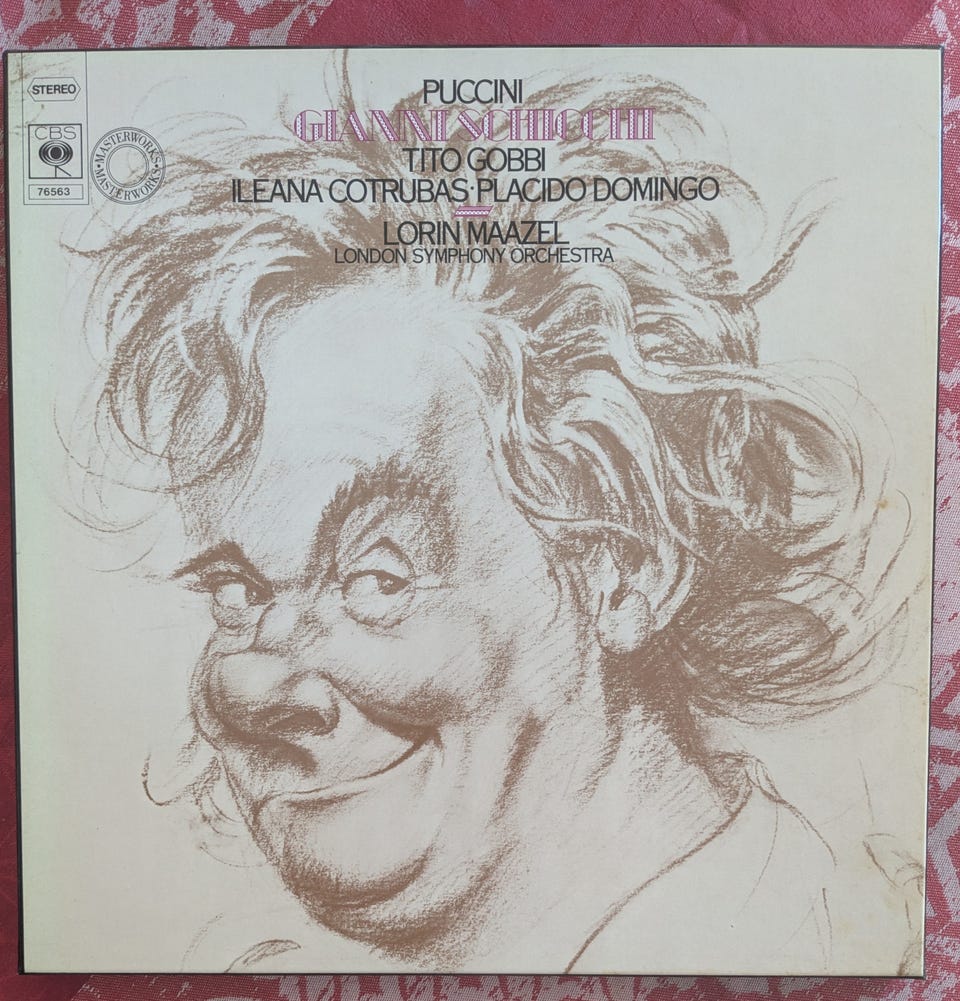 STEREO
CBS
76563
MASTERWORKS·MASTERWORKS·
PUCCINI
GIANNI SCHICCHI
TITO GOBBI
ILEANA COTRUBAS·PLACIDO DOMINGO
LORIN MAAZEL
LONDON SYMPHONY ORCHESTRA